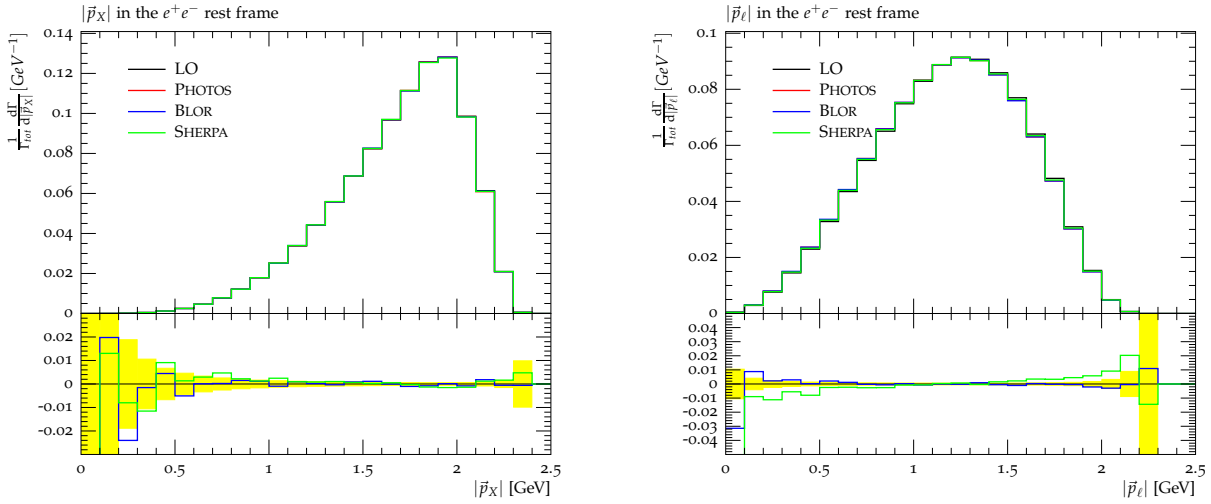 |p⃗_X| in the e⁺e⁻ rest frame
1/Γ_tot dΓ/d|p⃗_X| [GeV⁻¹]
LO
PHOTOS
BLOR
SHERPA
0.14
0.12
0.1
0.08
0.06
0.04
0.02
0
0.02
0.01
0
-0.01
-0.02
0 0.5 1 1.5 2 2.5
|p⃗_X| [GeV]
|p⃗_ℓ| in the e⁺e⁻ rest frame
1/Γ_tot dΓ/d|p⃗_ℓ| [GeV⁻¹]
LO
PHOTOS
BLOR
SHERPA
0.1
0.08
0.06
0.04
0.02
0
0.04
0.03
0.02
0.01
0
-0.01
-0.02
-0.03
-0.04
0 0.5 1 1.5 2 2.5
|p⃗_ℓ| [GeV]